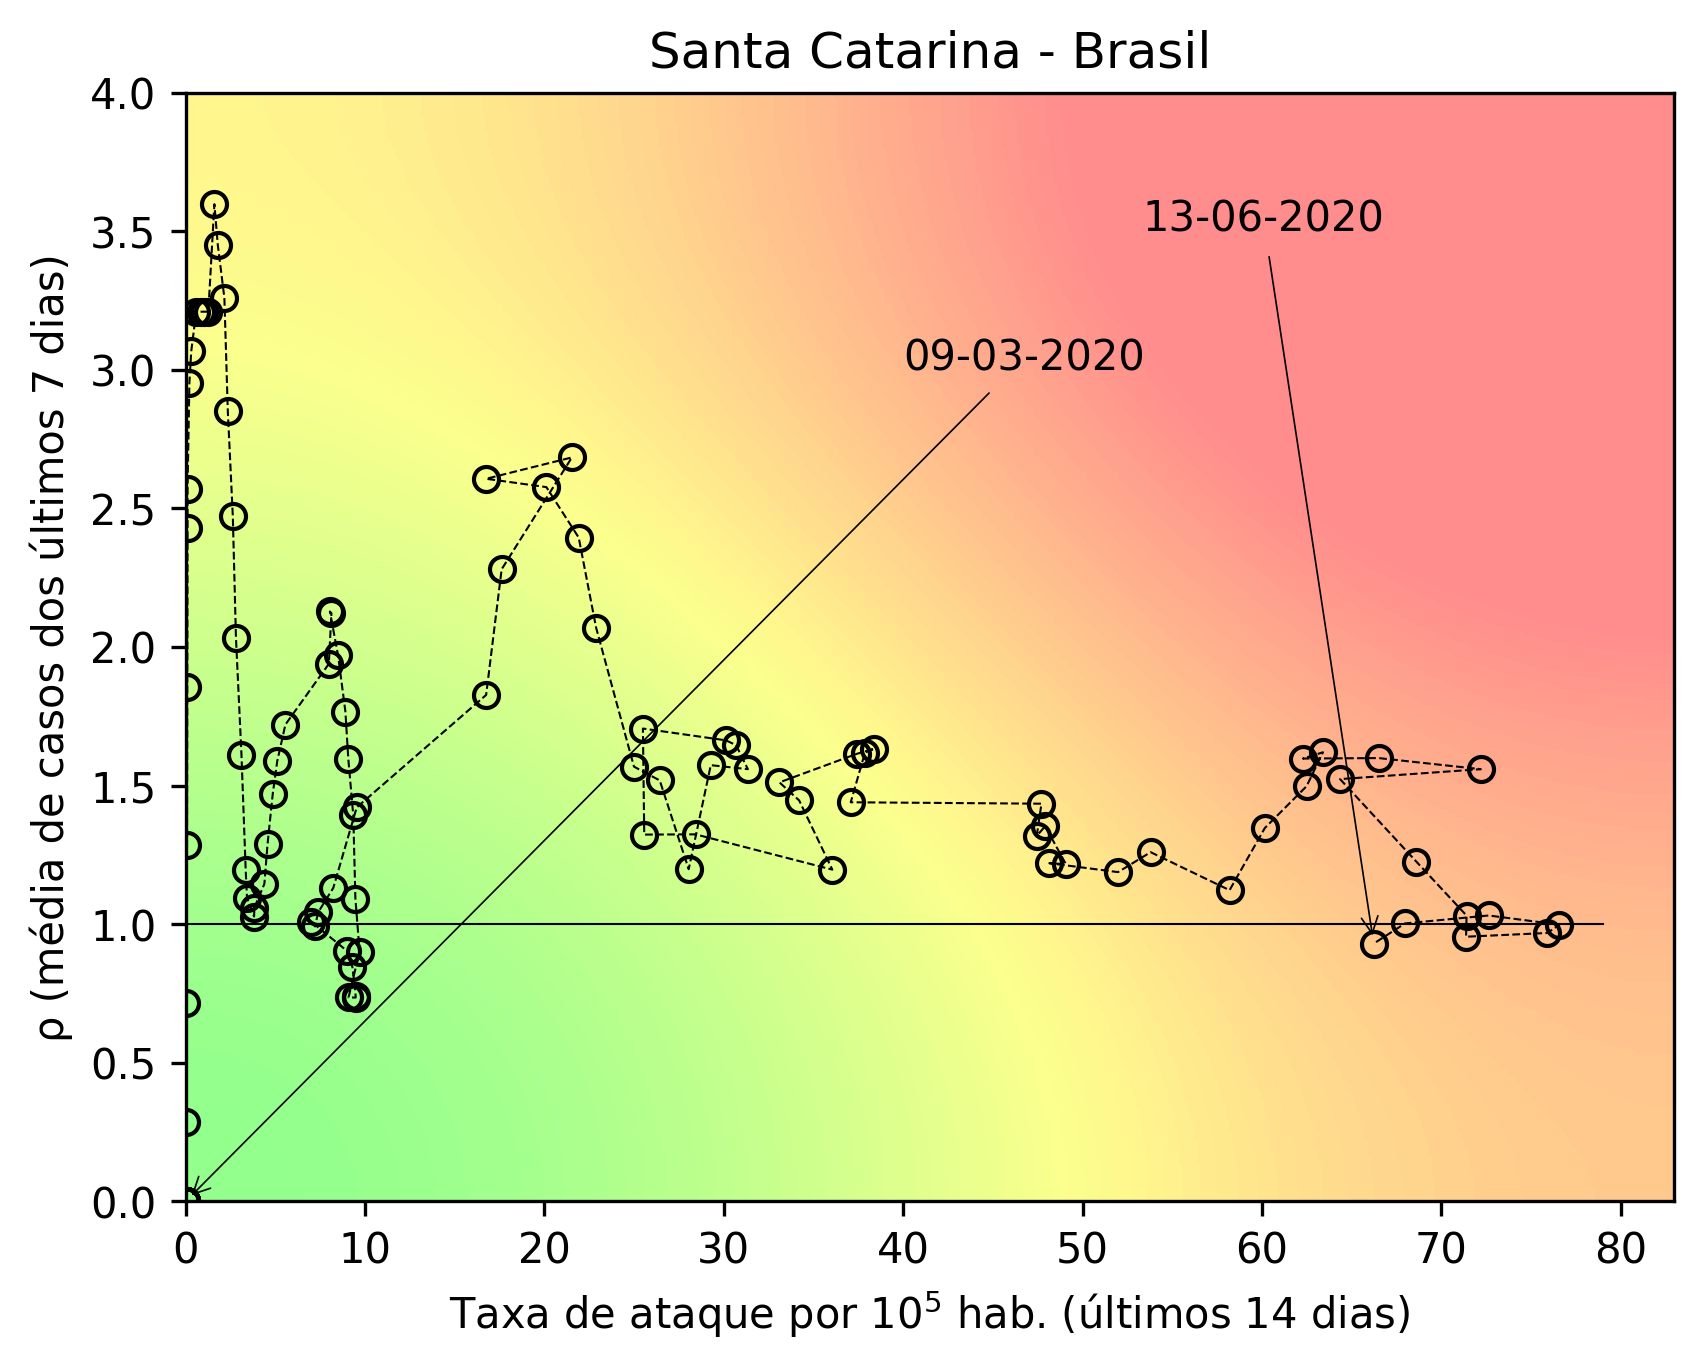 Santa Catarina - Brasil
4.0
3.5
3.0
2.5
2.0
1.5
1.0
0.5
0.0
ρ (média de casos dos últimos 7 dias)
13-06-2020
09-03-2020
0 10 20 30 40 50 60 70 80
Taxa de ataque por 10⁵ hab. (últimos 14 dias)